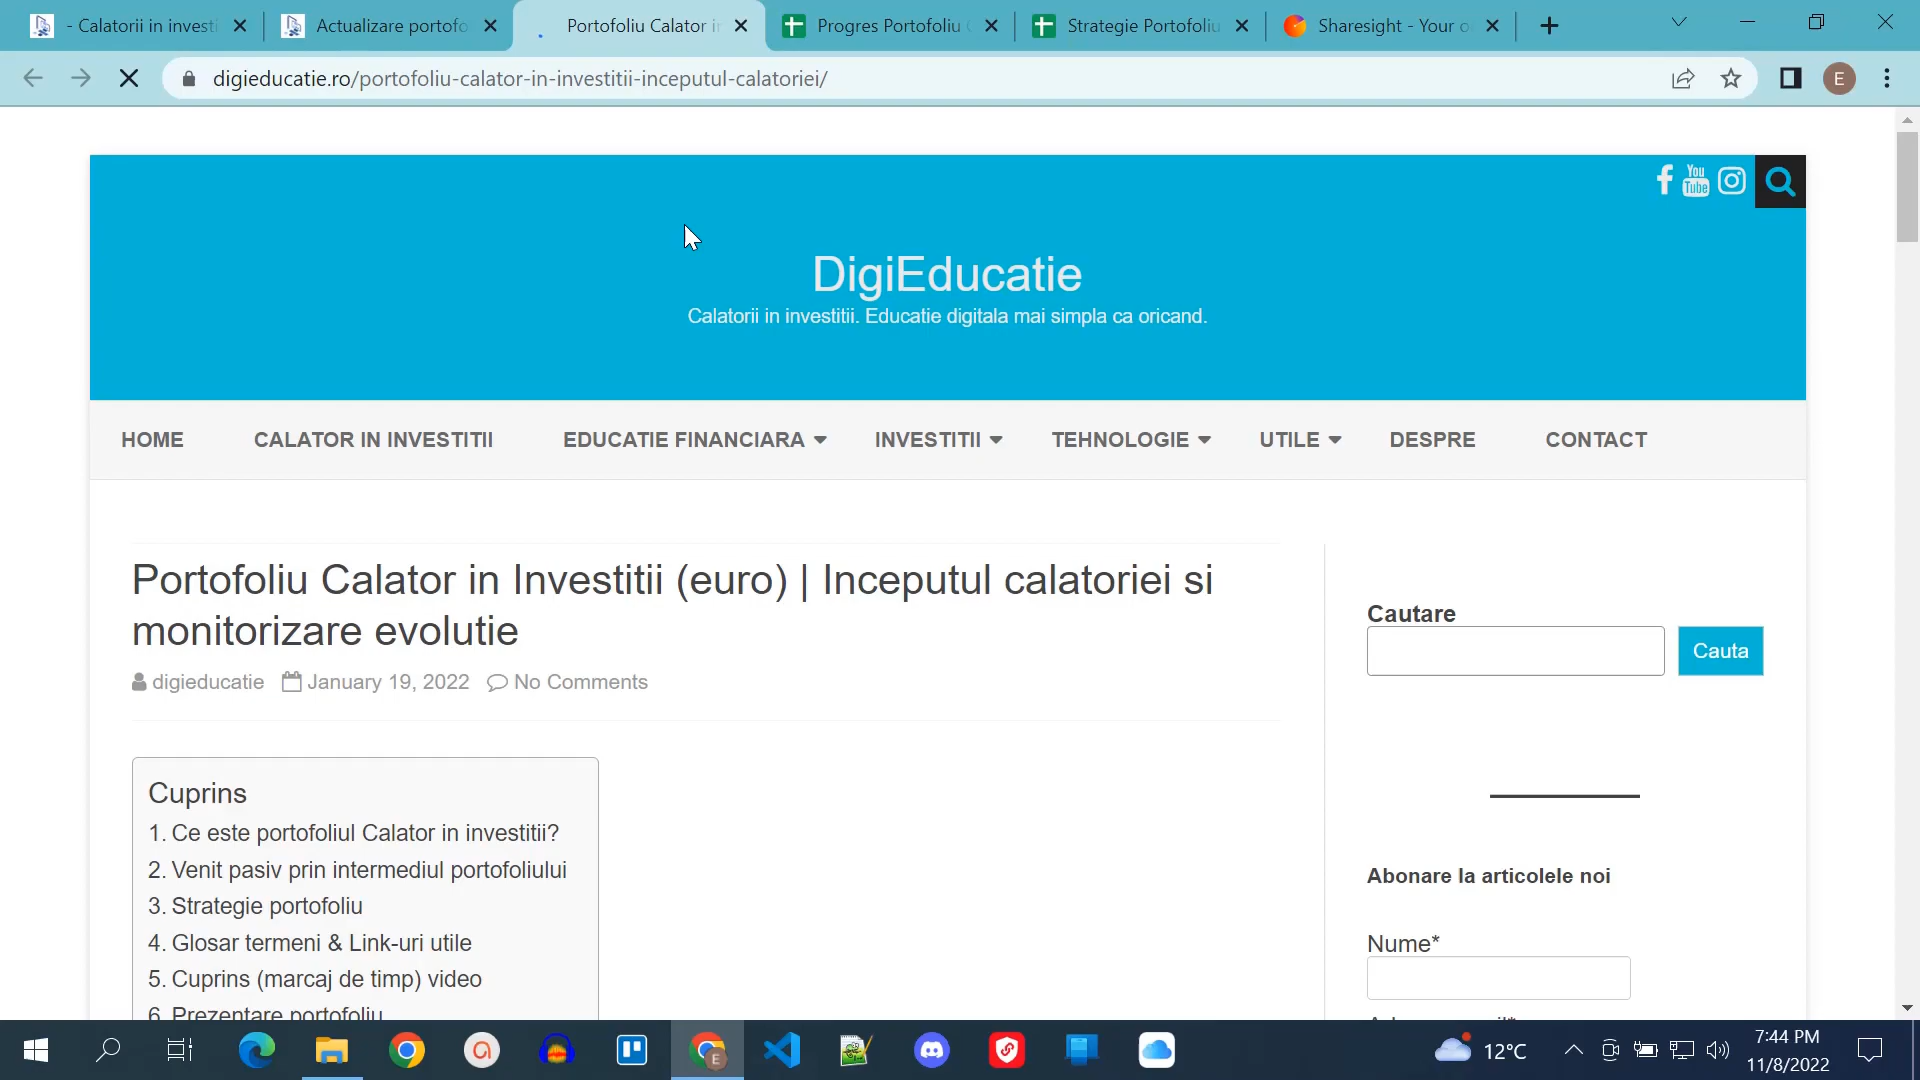 - Calatorii in investi
Actualizare portofo
Portofoliu Calator i
Progres Portofoliu
Strategie Portofoliu
Sharesight - Your o
digieducatie.ro/portofoliu-calator-in-investitii-inceputul-calatoriei/
E
You
Tube
DigiEducatie
Calatorii in investitii. Educatie digitala mai simpla ca oricand.
HOME
CALATOR IN INVESTITII
EDUCATIE FINANCIARA
INVESTITII
TEHNOLOGIE
UTILE
DESPRE
CONTACT
Portofoliu Calator in Investitii (euro) | Inceputul calatoriei si
monitorizare evolutie
digieducatie
January 19, 2022
No Comments
Cautare
Cauta
Cuprins
1. Ce este portofoliul Calator in investitii?
2. Venit pasiv prin intermediul portofoliului
3. Strategie portofoliu
4. Glosar termeni & Link-uri utile
5. Cuprins (marcaj de timp) video
6. Prezentare portofoliu
Abonare la articolele noi
Nume*
E
12°C
7:44 PM
11/8/2022